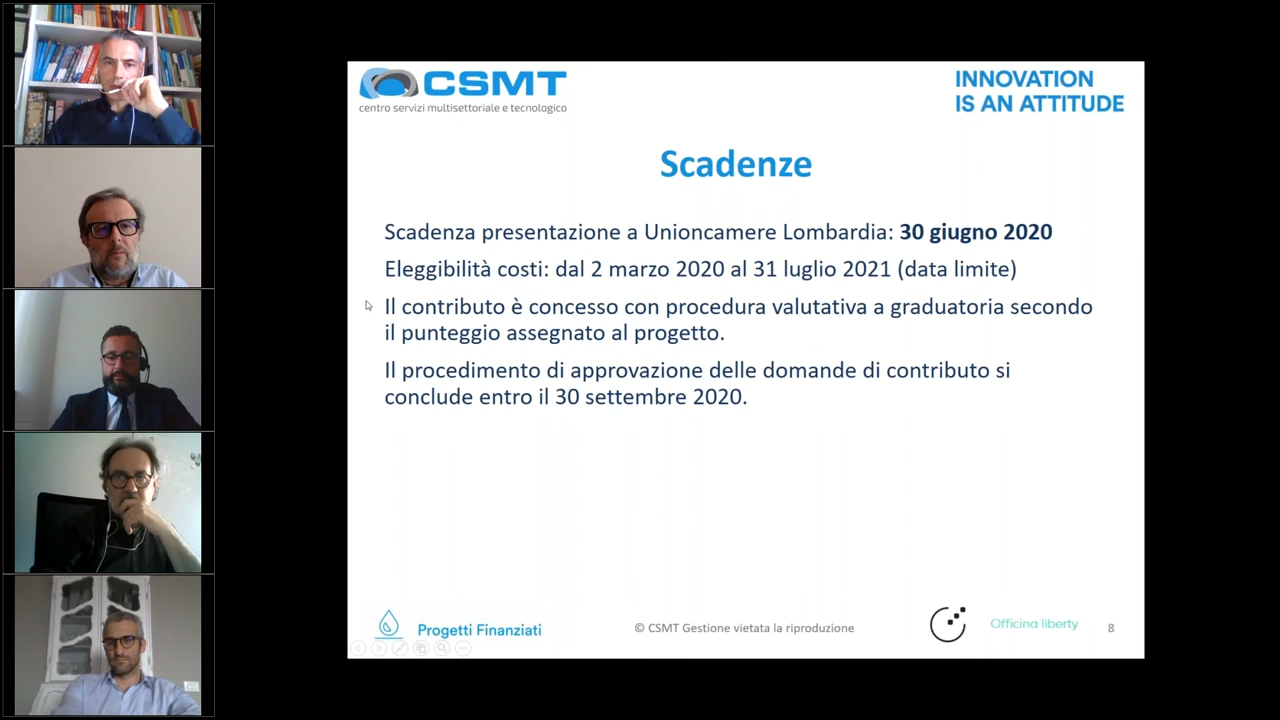 CSMT
centro servizi multisettoriale e tecnologico
INNOVATION
IS AN ATTITUDE
Scadenze
Scadenza presentazione a Unioncamere Lombardia: 30 giugno 2020
Eleggibilità costi: dal 2 marzo 2020 al 31 luglio 2021 (data limite)
Il contributo è concesso con procedura valutativa a graduatoria secondo
il punteggio assegnato al progetto.
Il procedimento di approvazione delle domande di contributo si
conclude entro il 30 settembre 2020.
Progetti Finanziati
© CSMT Gestione vietata la riproduzione
Officina liberty
8